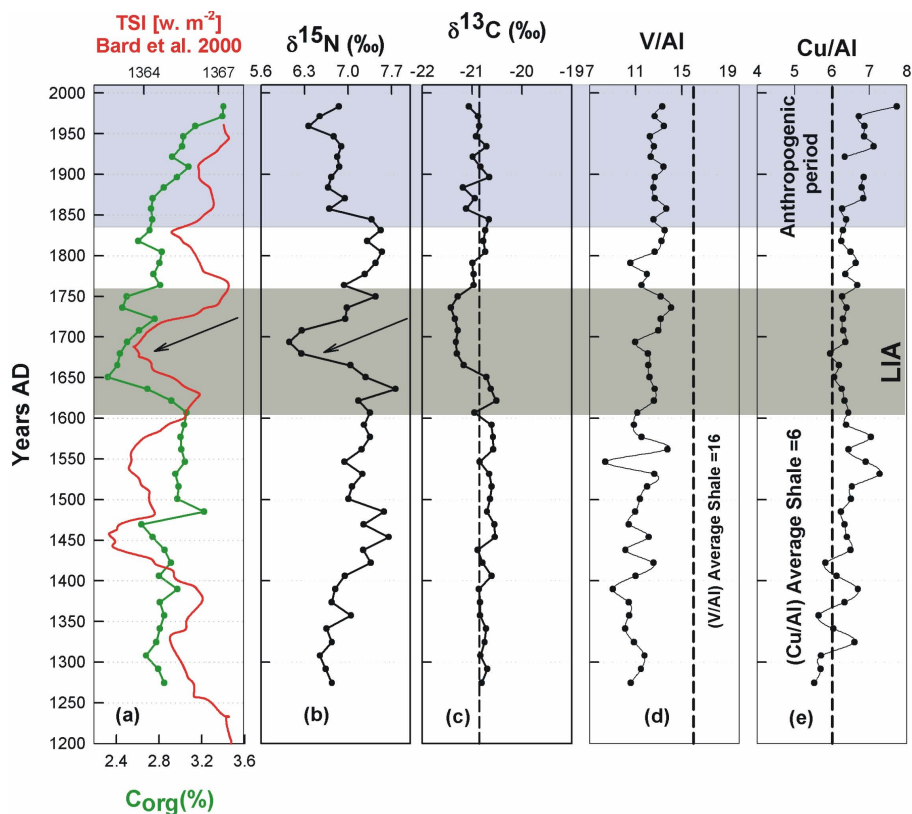 TSI [w. m-2]
Bard et al. 2000
δ15N (‰)
δ13C (‰)
V/Al
Cu/Al
1364 1367
5.6 6.3 7.0 7.7
-22 -21 -20 -19
7 11 15 19
4 5 6 7 8
2000
1950
1900
1850
1800
1750
1700
1650
1600
1550
1500
1450
1400
1350
1300
1250
1200
Years AD
Anthropogenic
period
LIA
(V/Al) Average Shale =16
(Cu/Al) Average Shale =6
(a)
(b)
(c)
(d)
(e)
2.4 2.8 3.2 3.6
Corg(%)